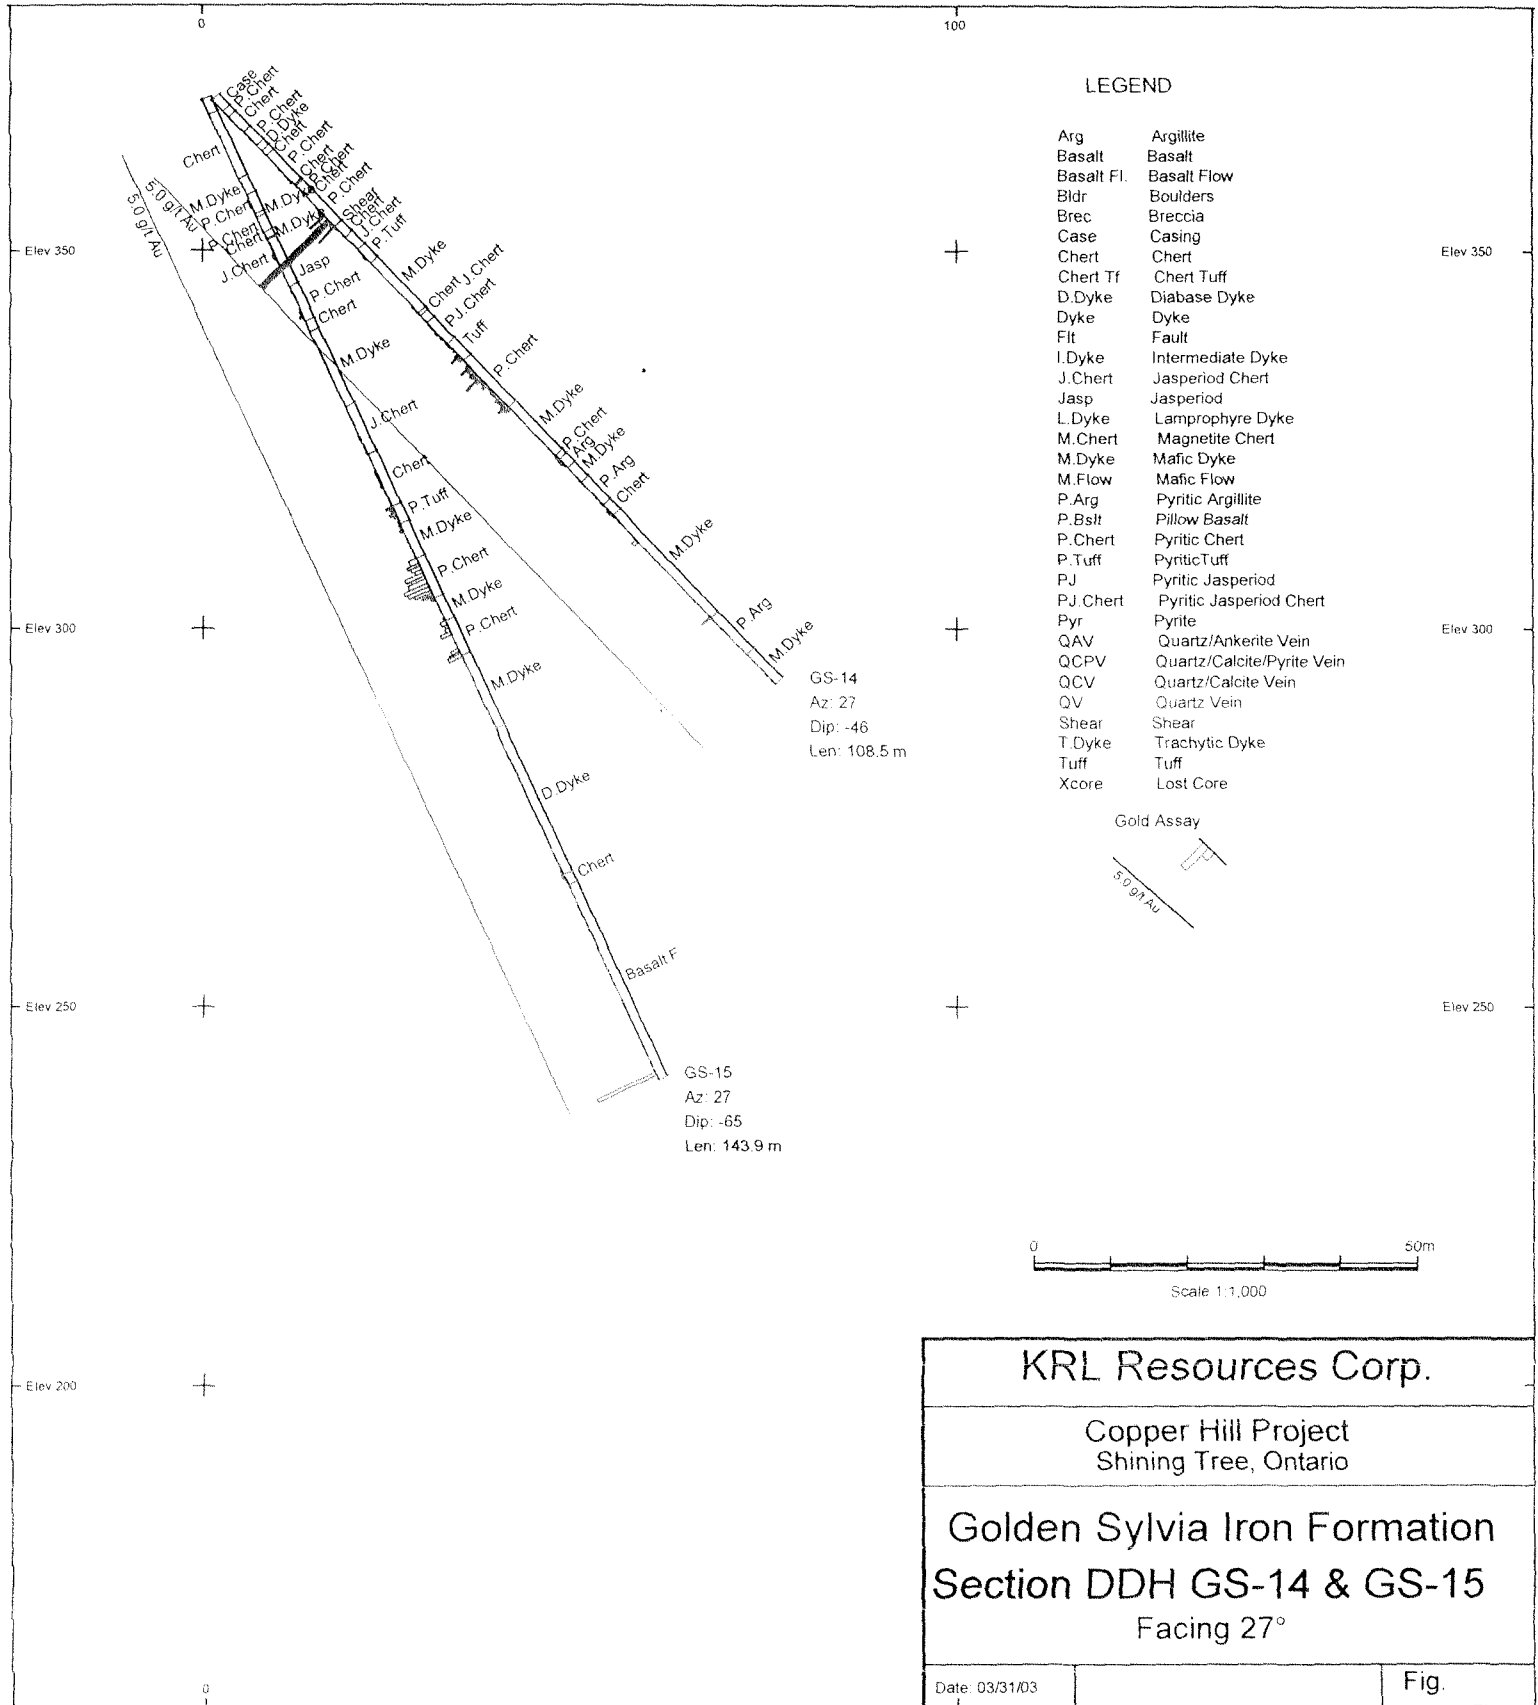 0
100
Case
P.Chert
Chert
P.Chert
D.Dyke
Chert
P.Chert
Chert
P.Chert
Chert
P.Chert
Shear
Chert
J.Chert
P.Tuff
M.Dyke
Chert
J.Chert
PJ.Chert
Tuff
P.Chert
M.Dyke
P.Chert
Arg
M.Dyke
P.Arg
Chert
M.Dyke
P.Arg
M.Dyke
GS-14
Az: 27
Dip: -46
Len: 108.5 m
Chert
M.Dyke
M.Dyke
P.Chert
M.Dyke
P.Chert
Chert
J.Chert
Jasp
P.Chert
Chert
M.Dyke
J.Chert
Chert
P.Tuff
M.Dyke
P.Chert
M.Dyke
P.Chert
M.Dyke
D.Dyke
Chert
Basalt F
GS-15
Az: 27
Dip: -65
Len: 143.9 m
5.0 g/t Au
5.0 g/t Au
Elev 350
Elev 350
Elev 300
Elev 300
Elev 250
Elev 250
Elev 200
0
LEGEND
Arg Argillite
Basalt Basalt
Basalt Fl. Basalt Flow
Bldr Boulders
Brec Breccia
Case Casing
Chert Chert
Chert Tf Chert Tuff
D.Dyke Diabase Dyke
Dyke Dyke
Flt Fault
I.Dyke Intermediate Dyke
J.Chert Jasperiod Chert
Jasp Jasperiod
L.Dyke Lamprophyre Dyke
M.Chert Magnetite Chert
M.Dyke Mafic Dyke
M.Flow Mafic Flow
P.Arg Pyritic Argillite
P.Bslt Pillow Basalt
P.Chert Pyritic Chert
P.Tuff PyriticTuff
PJ Pyritic Jasperiod
PJ.Chert Pyritic Jasperiod Chert
Pyr Pyrite
QAV Quartz/Ankerite Vein
QCPV Quartz/Calcite/Pyrite Vein
QCV Quartz/Calcite Vein
QV Quartz Vein
Shear Shear
T.Dyke Trachytic Dyke
Tuff Tuff
Xcore Lost Core
Gold Assay
5.0 g/t Au
0 50m
Scale 1:1,000
KRL Resources Corp.
Copper Hill Project
Shining Tree, Ontario
Golden Sylvia Iron Formation
Section DDH GS-14 & GS-15
Facing 27°
Date: 03/31/03
Fig.